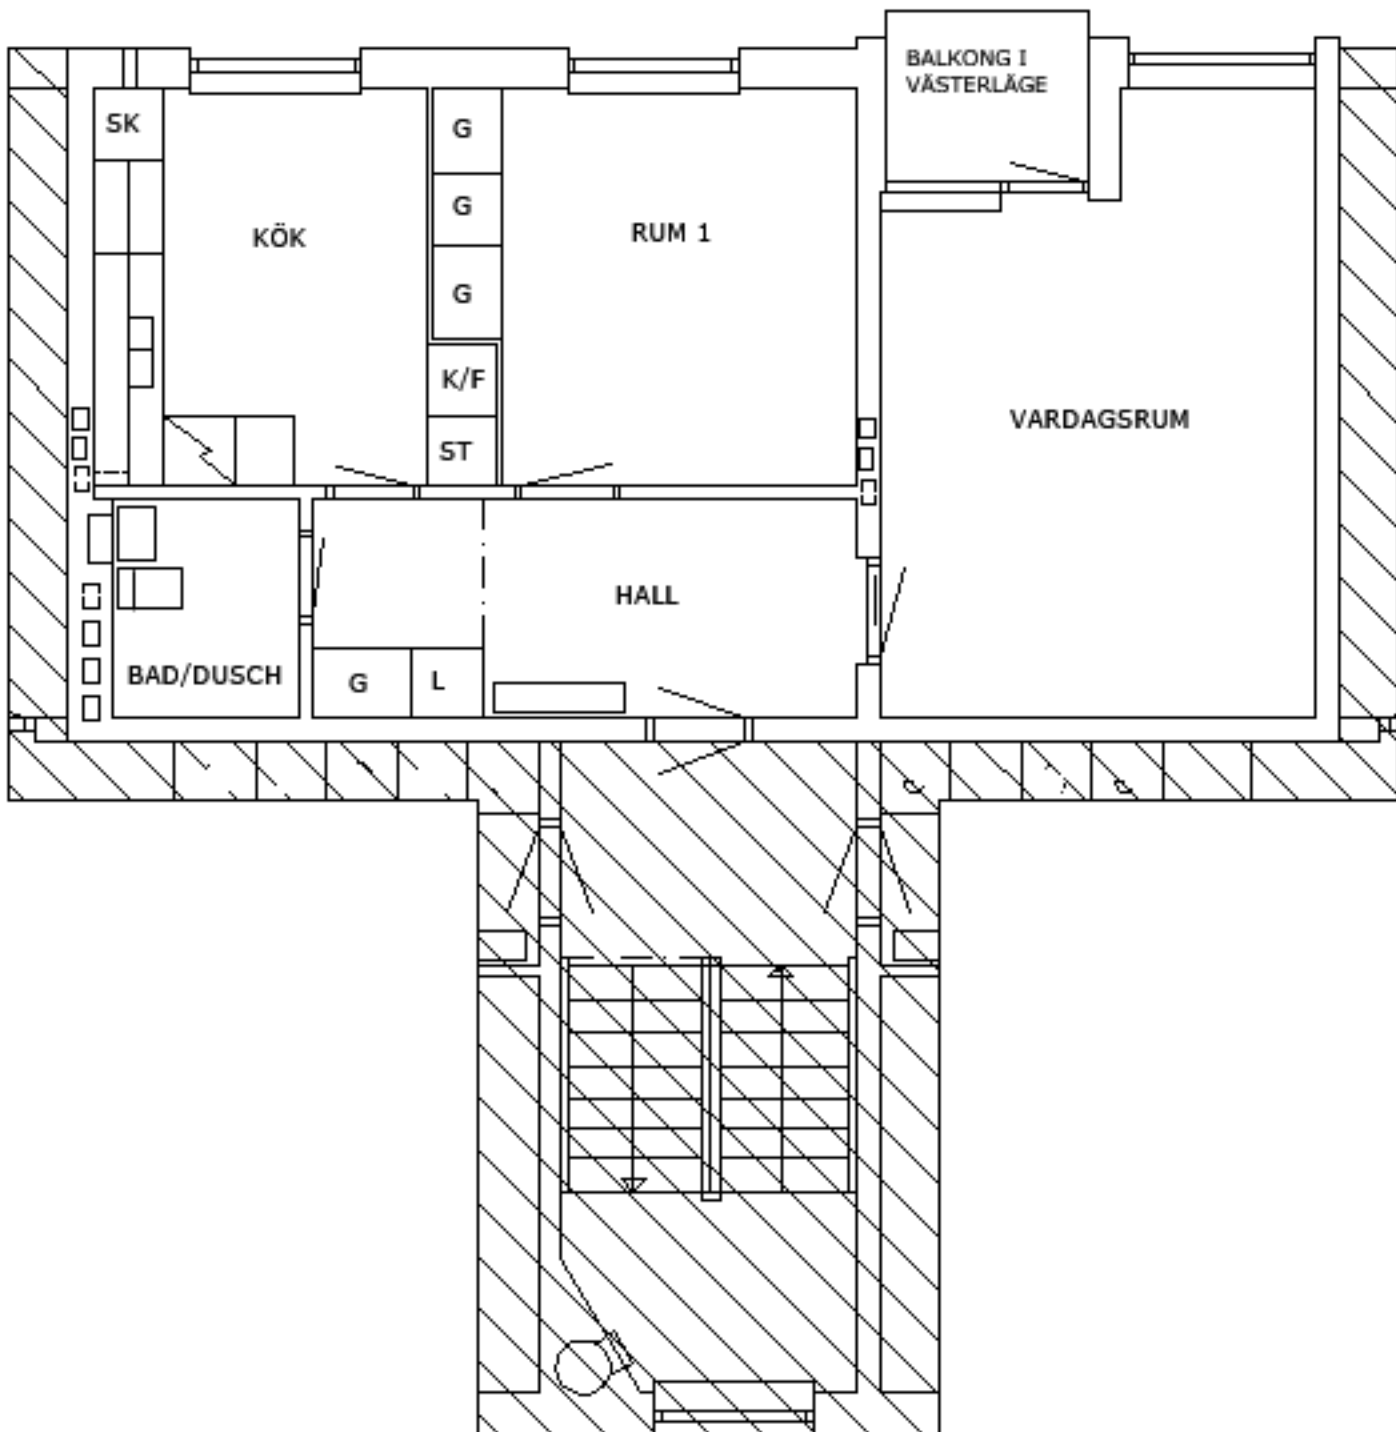 BALKONG I
VÄSTERLÄGE
SK
G
G
KÖK
RUM 1
G
K/F
VARDAGSRUM
ST
HALL
BAD/DUSCH
G
L